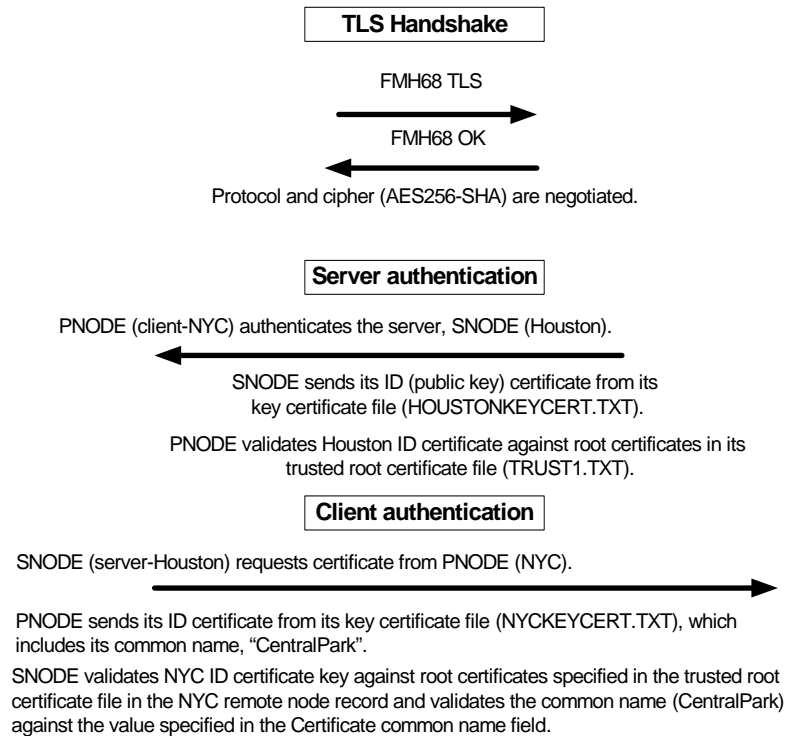 TLS Handshake
FMH68 TLS
FMH68 OK
Protocol and cipher (AES256-SHA) are negotiated.
Server authentication
PNODE (client-NYC) authenticates the server, SNODE (Houston).
SNODE sends its ID (public key) certificate from its
key certificate file (HOUSTONKEYCERT.TXT).
PNODE validates Houston ID certificate against root certificates in its
trusted root certificate file (TRUST1.TXT).
Client authentication
SNODE (server-Houston) requests certificate from PNODE (NYC).
PNODE sends its ID certificate from its key certificate file (NYCKEYCERT.TXT), which
includes its common name, “CentralPark”.
SNODE validates NYC ID certificate key against root certificates specified in the trusted root
certificate file in the NYC remote node record and validates the common name (CentralPark)
against the value specified in the Certificate common name field.